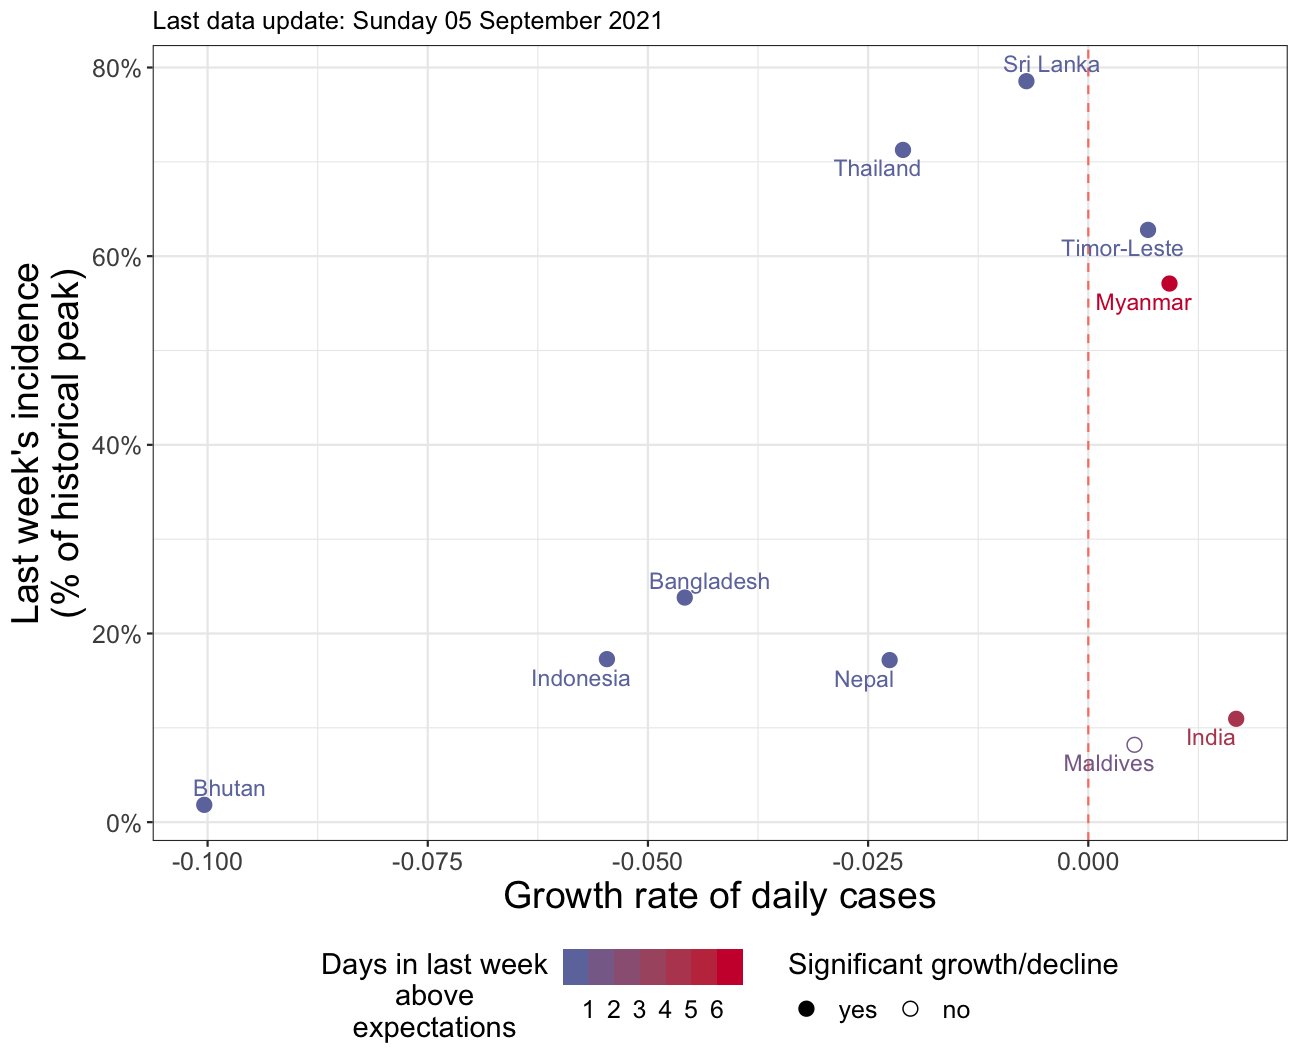 Last data update: Sunday 05 September 2021
Last week's incidence
(% of historical peak)
80%
60%
40%
20%
0%
Sri Lanka
Thailand
Timor-Leste
Myanmar
Bangladesh
Indonesia
Nepal
India
Maldives
Bhutan
-0.100 -0.075 -0.050 -0.025 0.000
Growth rate of daily cases
Days in last week
above
expectations
1 2 3 4 5 6
Significant growth/decline
yes no